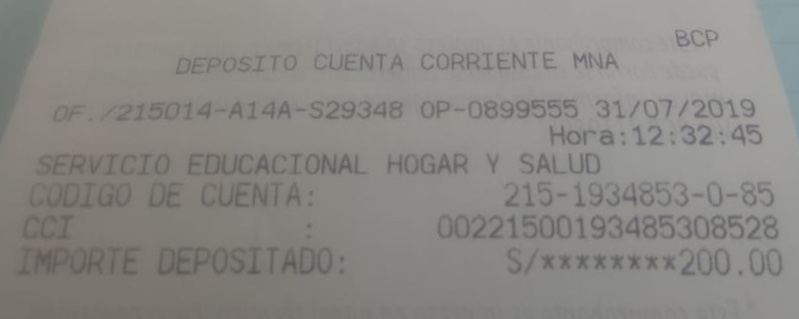 BCP
DEPOSITO CUENTA CORRIENTE MNA
OF./215014-A14A-S29348 OP-0899555 31/07/2019
Hora:12:32:45
SERVICIO EDUCACIONAL HOGAR Y SALUD
CODIGO DE CUENTA: 215-1934853-0-85
CCI : 00221500193485308528
IMPORTE DEPOSITADO: S/********200.00